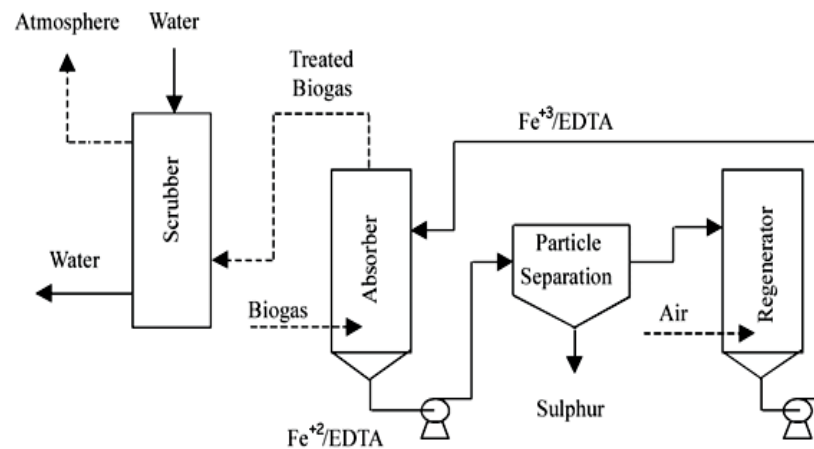 Atmosphere
Water
Treated
Biogas
Fe+3/EDTA
Scrubber
Absorber
Particle
Separation
Regenerator
Water
Biogas
Air
Sulphur
Fe+2/EDTA